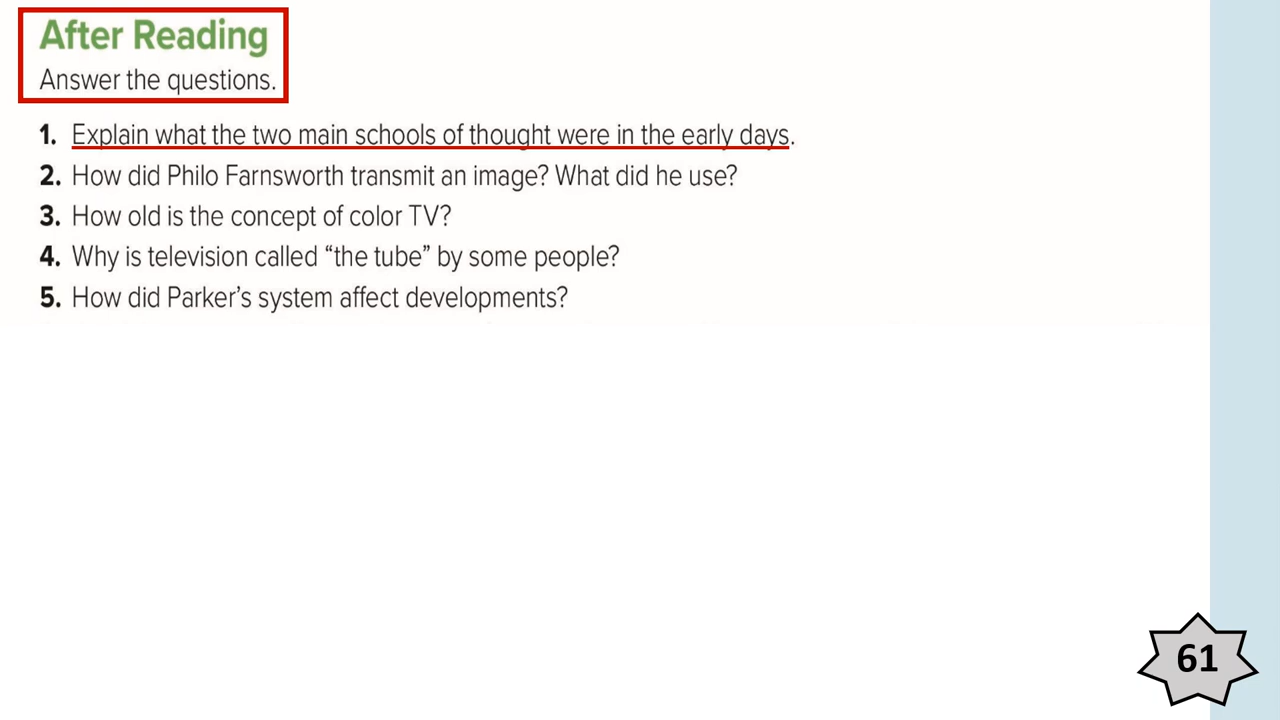 After Reading
Answer the questions.
1. Explain what the two main schools of thought were in the early days.
2. How did Philo Farnsworth transmit an image? What did he use?
3. How old is the concept of color TV?
4. Why is television called “the tube” by some people?
5. How did Parker’s system affect developments?
61